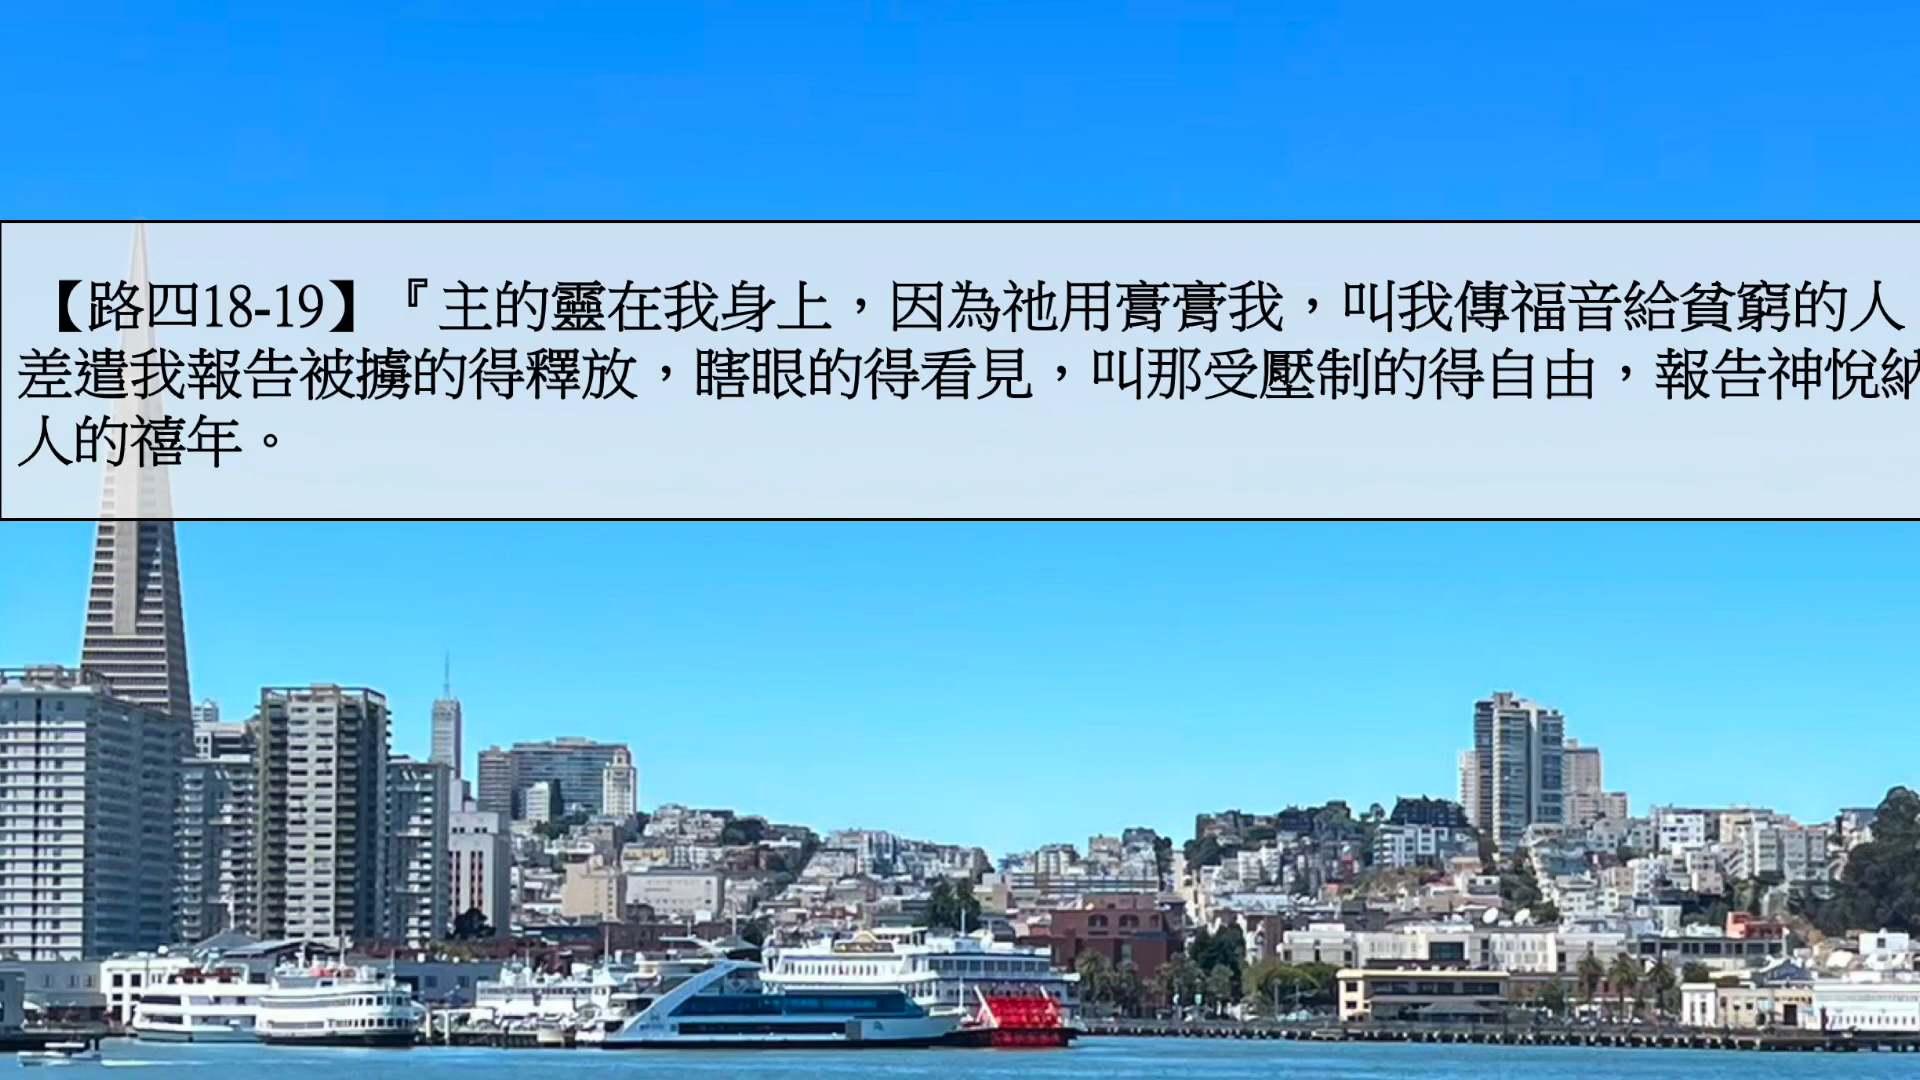 【路四18-19】『主的靈在我身上，因為祂用膏膏我，叫我傳福音給貧窮的人
差遣我報告被擄的得釋放，瞎眼的得看見，叫那受壓制的得自由，報告神悅納
人的禧年。